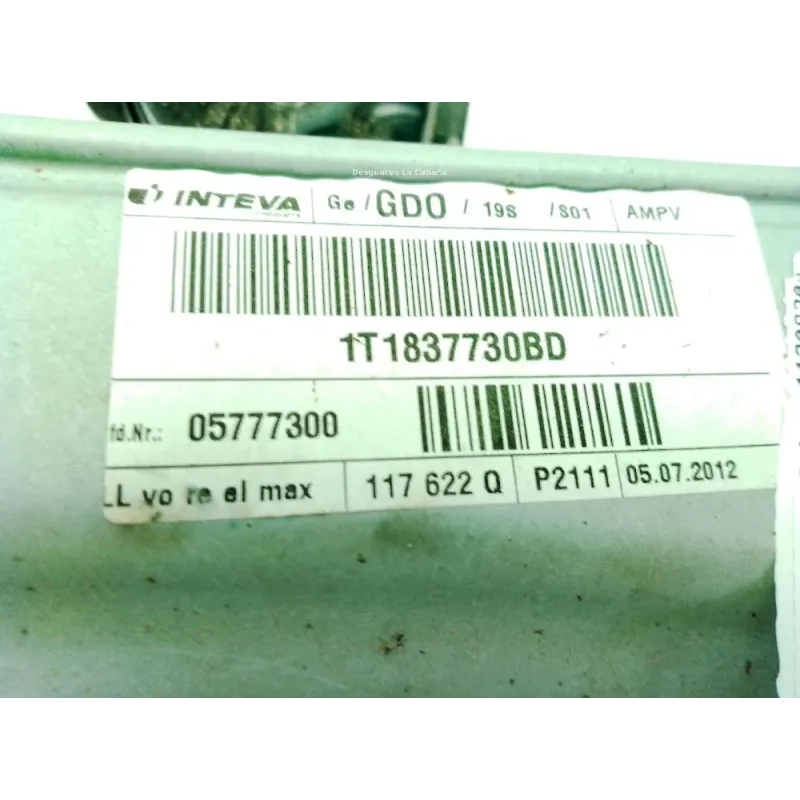 Desguaces La Cabaña
INTEVA Ge / GDO / 19S /S01 AMPV
1T1837730BD
fd.Nr.: 05777300
LL vo re el max 117 622 Q P2111 05.07.2012